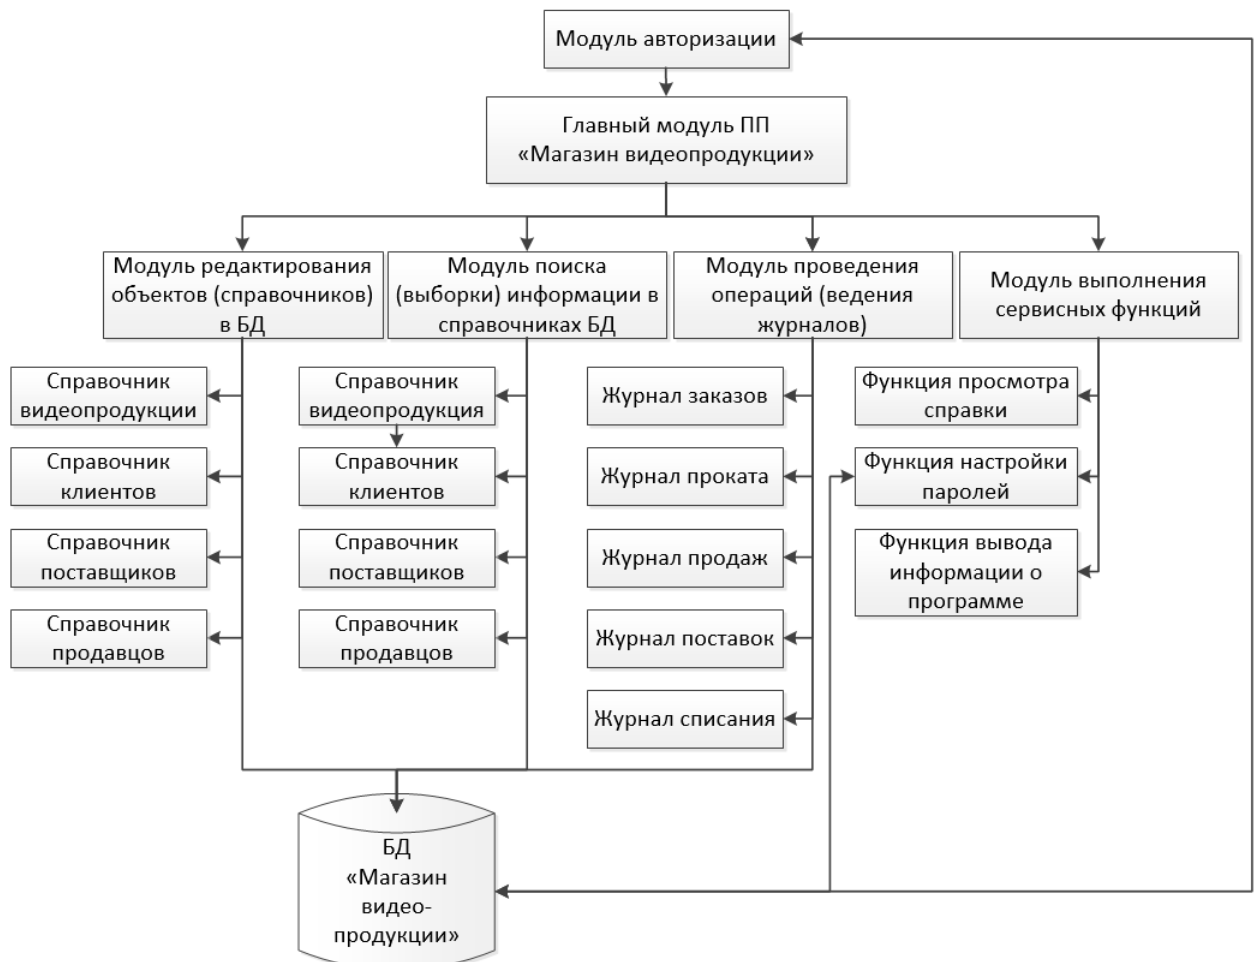 Модуль авторизации
Главный модуль ПП
«Магазин видеопродукции»
Модуль редактирования
объектов (справочников)
в БД
Модуль поиска
(выборки) информации в
справочниках БД
Модуль проведения
операций (ведения
журналов)
Модуль выполнения
сервисных функций
Справочник
видеопродукции
Справочник
клиентов
Справочник
поставщиков
Справочник
продавцов
Справочник
видеопродукция
Справочник
клиентов
Справочник
поставщиков
Справочник
продавцов
Журнал заказов
Журнал проката
Журнал продаж
Журнал поставок
Журнал списания
Функция просмотра
справки
Функция настройки
паролей
Функция вывода
информации о
программе
БД
«Магазин
видео-
продукции»